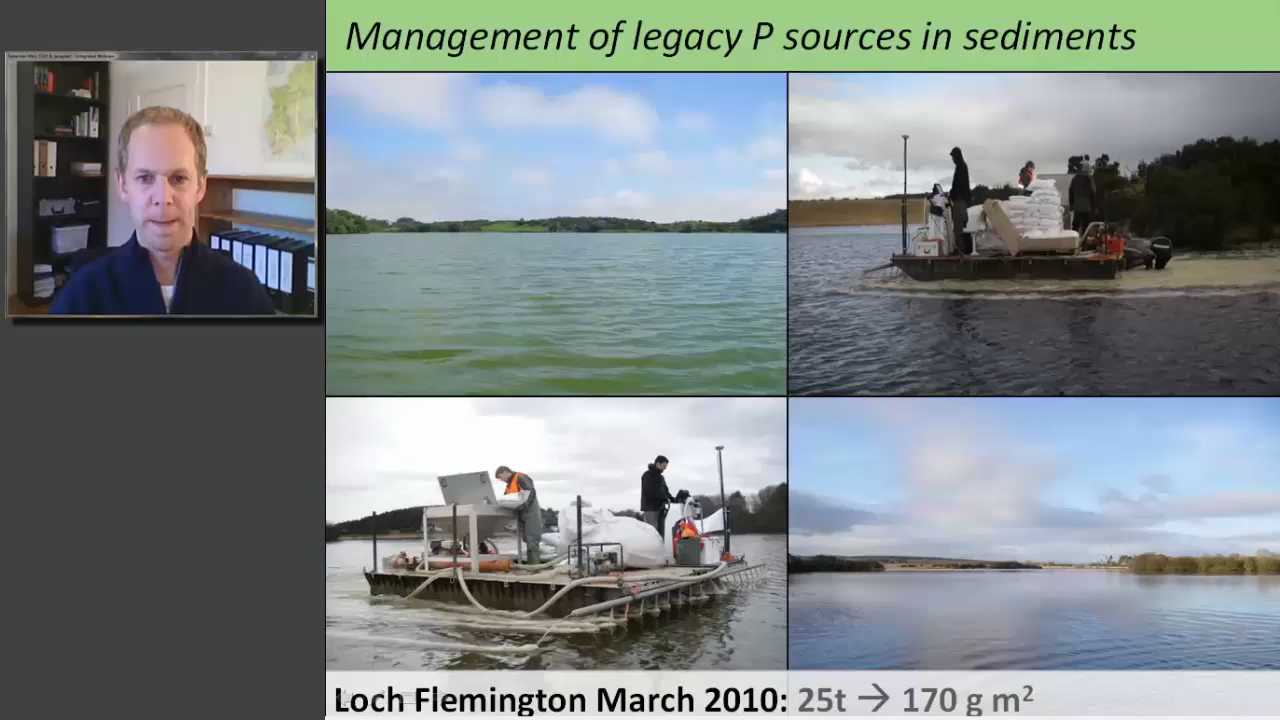 Management of legacy P sources in sediments
Loch Flemington March 2010: 25t → 170 g m²